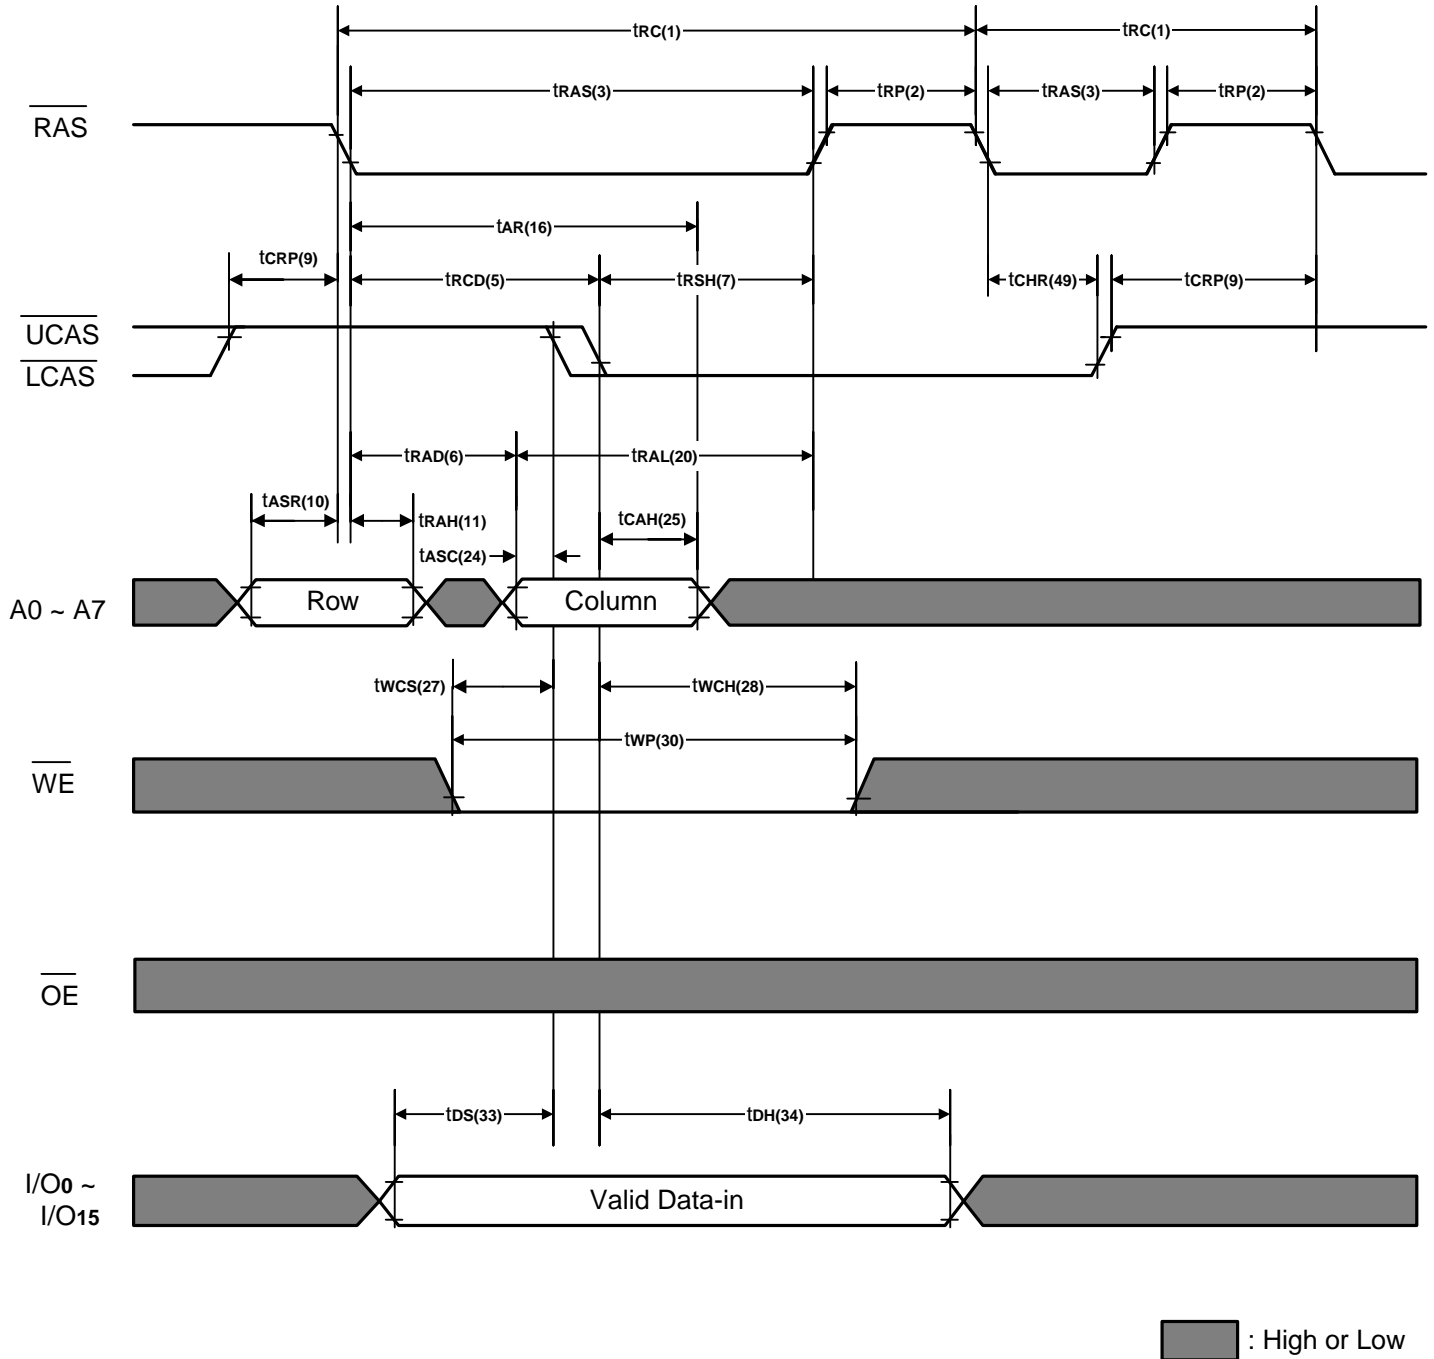 tRC(1) tRC(1)
tRAS(3) tRP(2) tRAS(3) tRP(2)
RAS
tAR(16)
tCRP(9) tRCD(5) tRSH(7) tCHR(49) tCRP(9)
UCAS
LCAS
tRAD(6) tRAL(20)
tASR(10) tRAH(11) tCAH(25)
tASC(24)
A0 ~ A7 Row Column
tWCS(27) tWCH(28)
tWP(30)
WE
OE
tDS(33) tDH(34)
I/O0 ~
I/O15
Valid Data-in
: High or Low